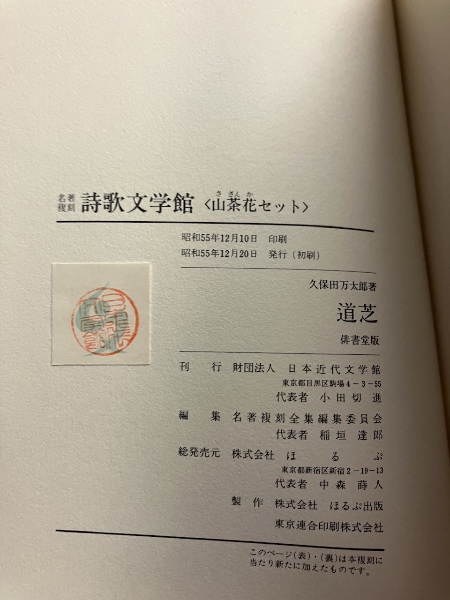 名著複刻 詩歌文学館〈山茶花セット〉
さざんか
昭和55年12月10日 印刷
昭和55年12月20日 発行(初刷)
久保田万太郎著
道芝
俳書堂版
刊行 財団法人 日本近代文学館
東京都目黒区駒場4-3-55
代表者 小田切進
編集 名著複刻全集編集委員会
代表者 稲垣達郎
総発売元 株式会社 ほるぷ
東京都新宿区新宿2-19-13
代表者 中森蒔人
製作 株式会社 ほるぷ出版
東京連合印刷株式会社
このページ(表)・(裏)は本複刻に
当たり新たに加えたものです。